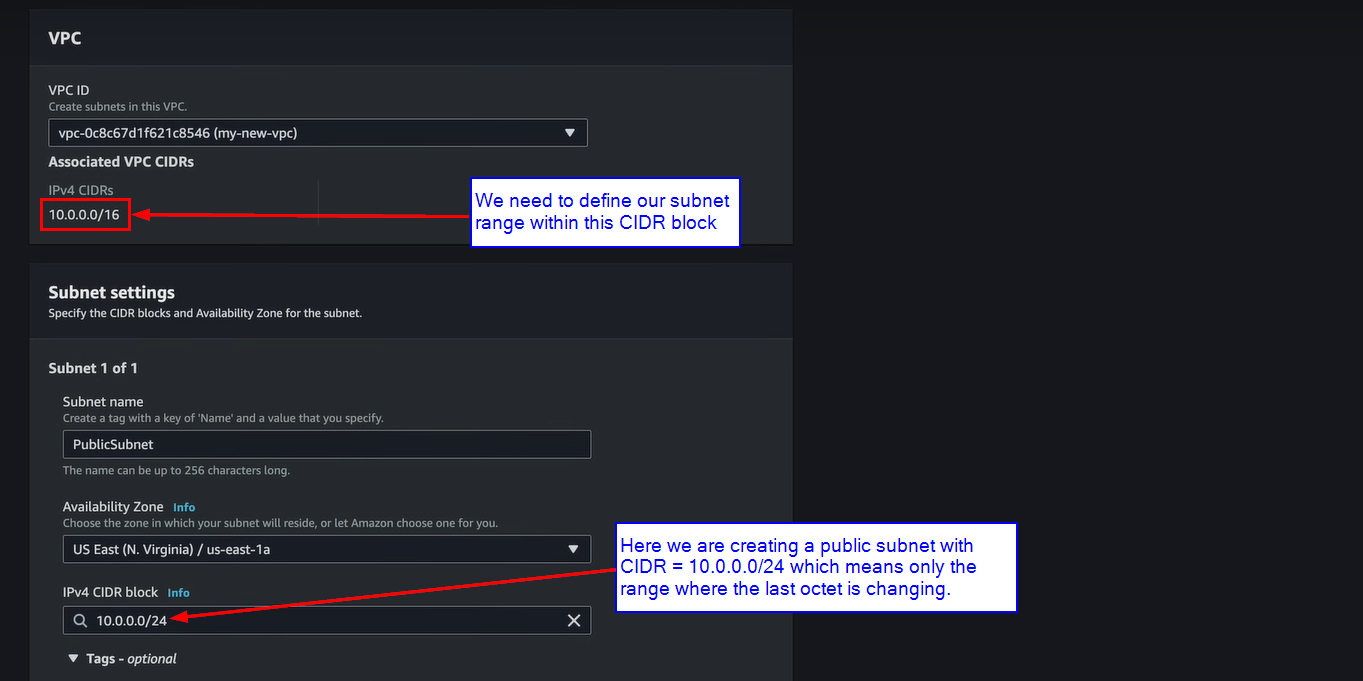 VPC
VPC ID
Create subnets in this VPC.
vpc-0c8c67d1f621c8546 (my-new-vpc)
Associated VPC CIDRs
IPv4 CIDRs
10.0.0.0/16
We need to define our subnet
range within this CIDR block
Subnet settings
Specify the CIDR blocks and Availability Zone for the subnet.
Subnet 1 of 1
Subnet name
Create a tag with a key of 'Name' and a value that you specify.
PublicSubnet
The name can be up to 256 characters long.
Availability Zone Info
Choose the zone in which your subnet will reside, or let Amazon choose one for you.
US East (N. Virginia) / us-east-1a
Here we are creating a public subnet with
CIDR = 10.0.0.0/24 which means only the
range where the last octet is changing.
IPv4 CIDR block Info
10.0.0.0/24
Tags - optional